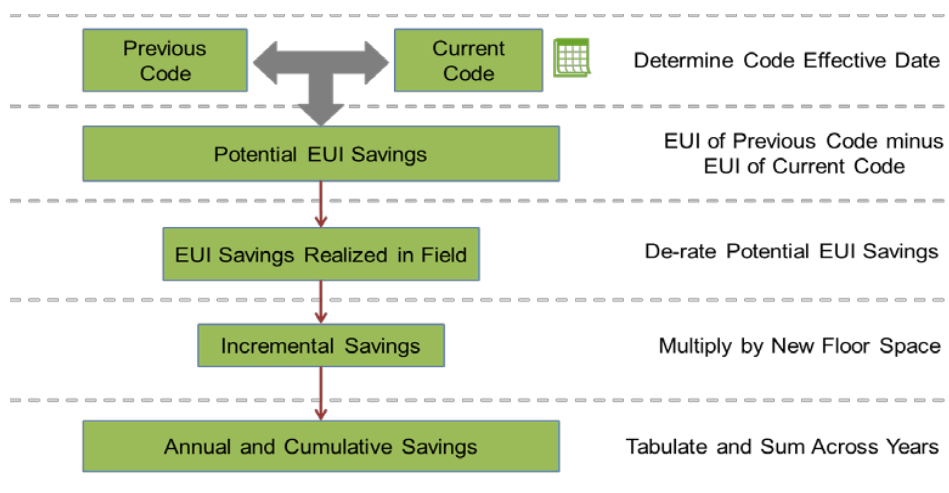 Previous
Code
Current
Code
Determine Code Effective Date
Potential EUI Savings
EUI of Previous Code minus
EUI of Current Code
EUI Savings Realized in Field
De-rate Potential EUI Savings
Incremental Savings
Multiply by New Floor Space
Annual and Cumulative Savings
Tabulate and Sum Across Years